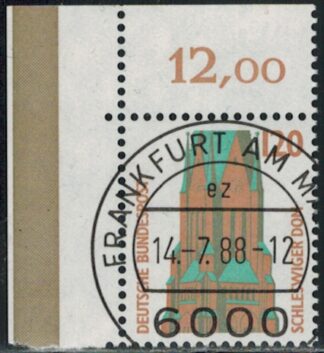 12,00
120
FRANKFURT AM M
ez
14.-7.88-12
6000
DEUTSCHE BUNDESPOST
SCHLESWIGER DOM